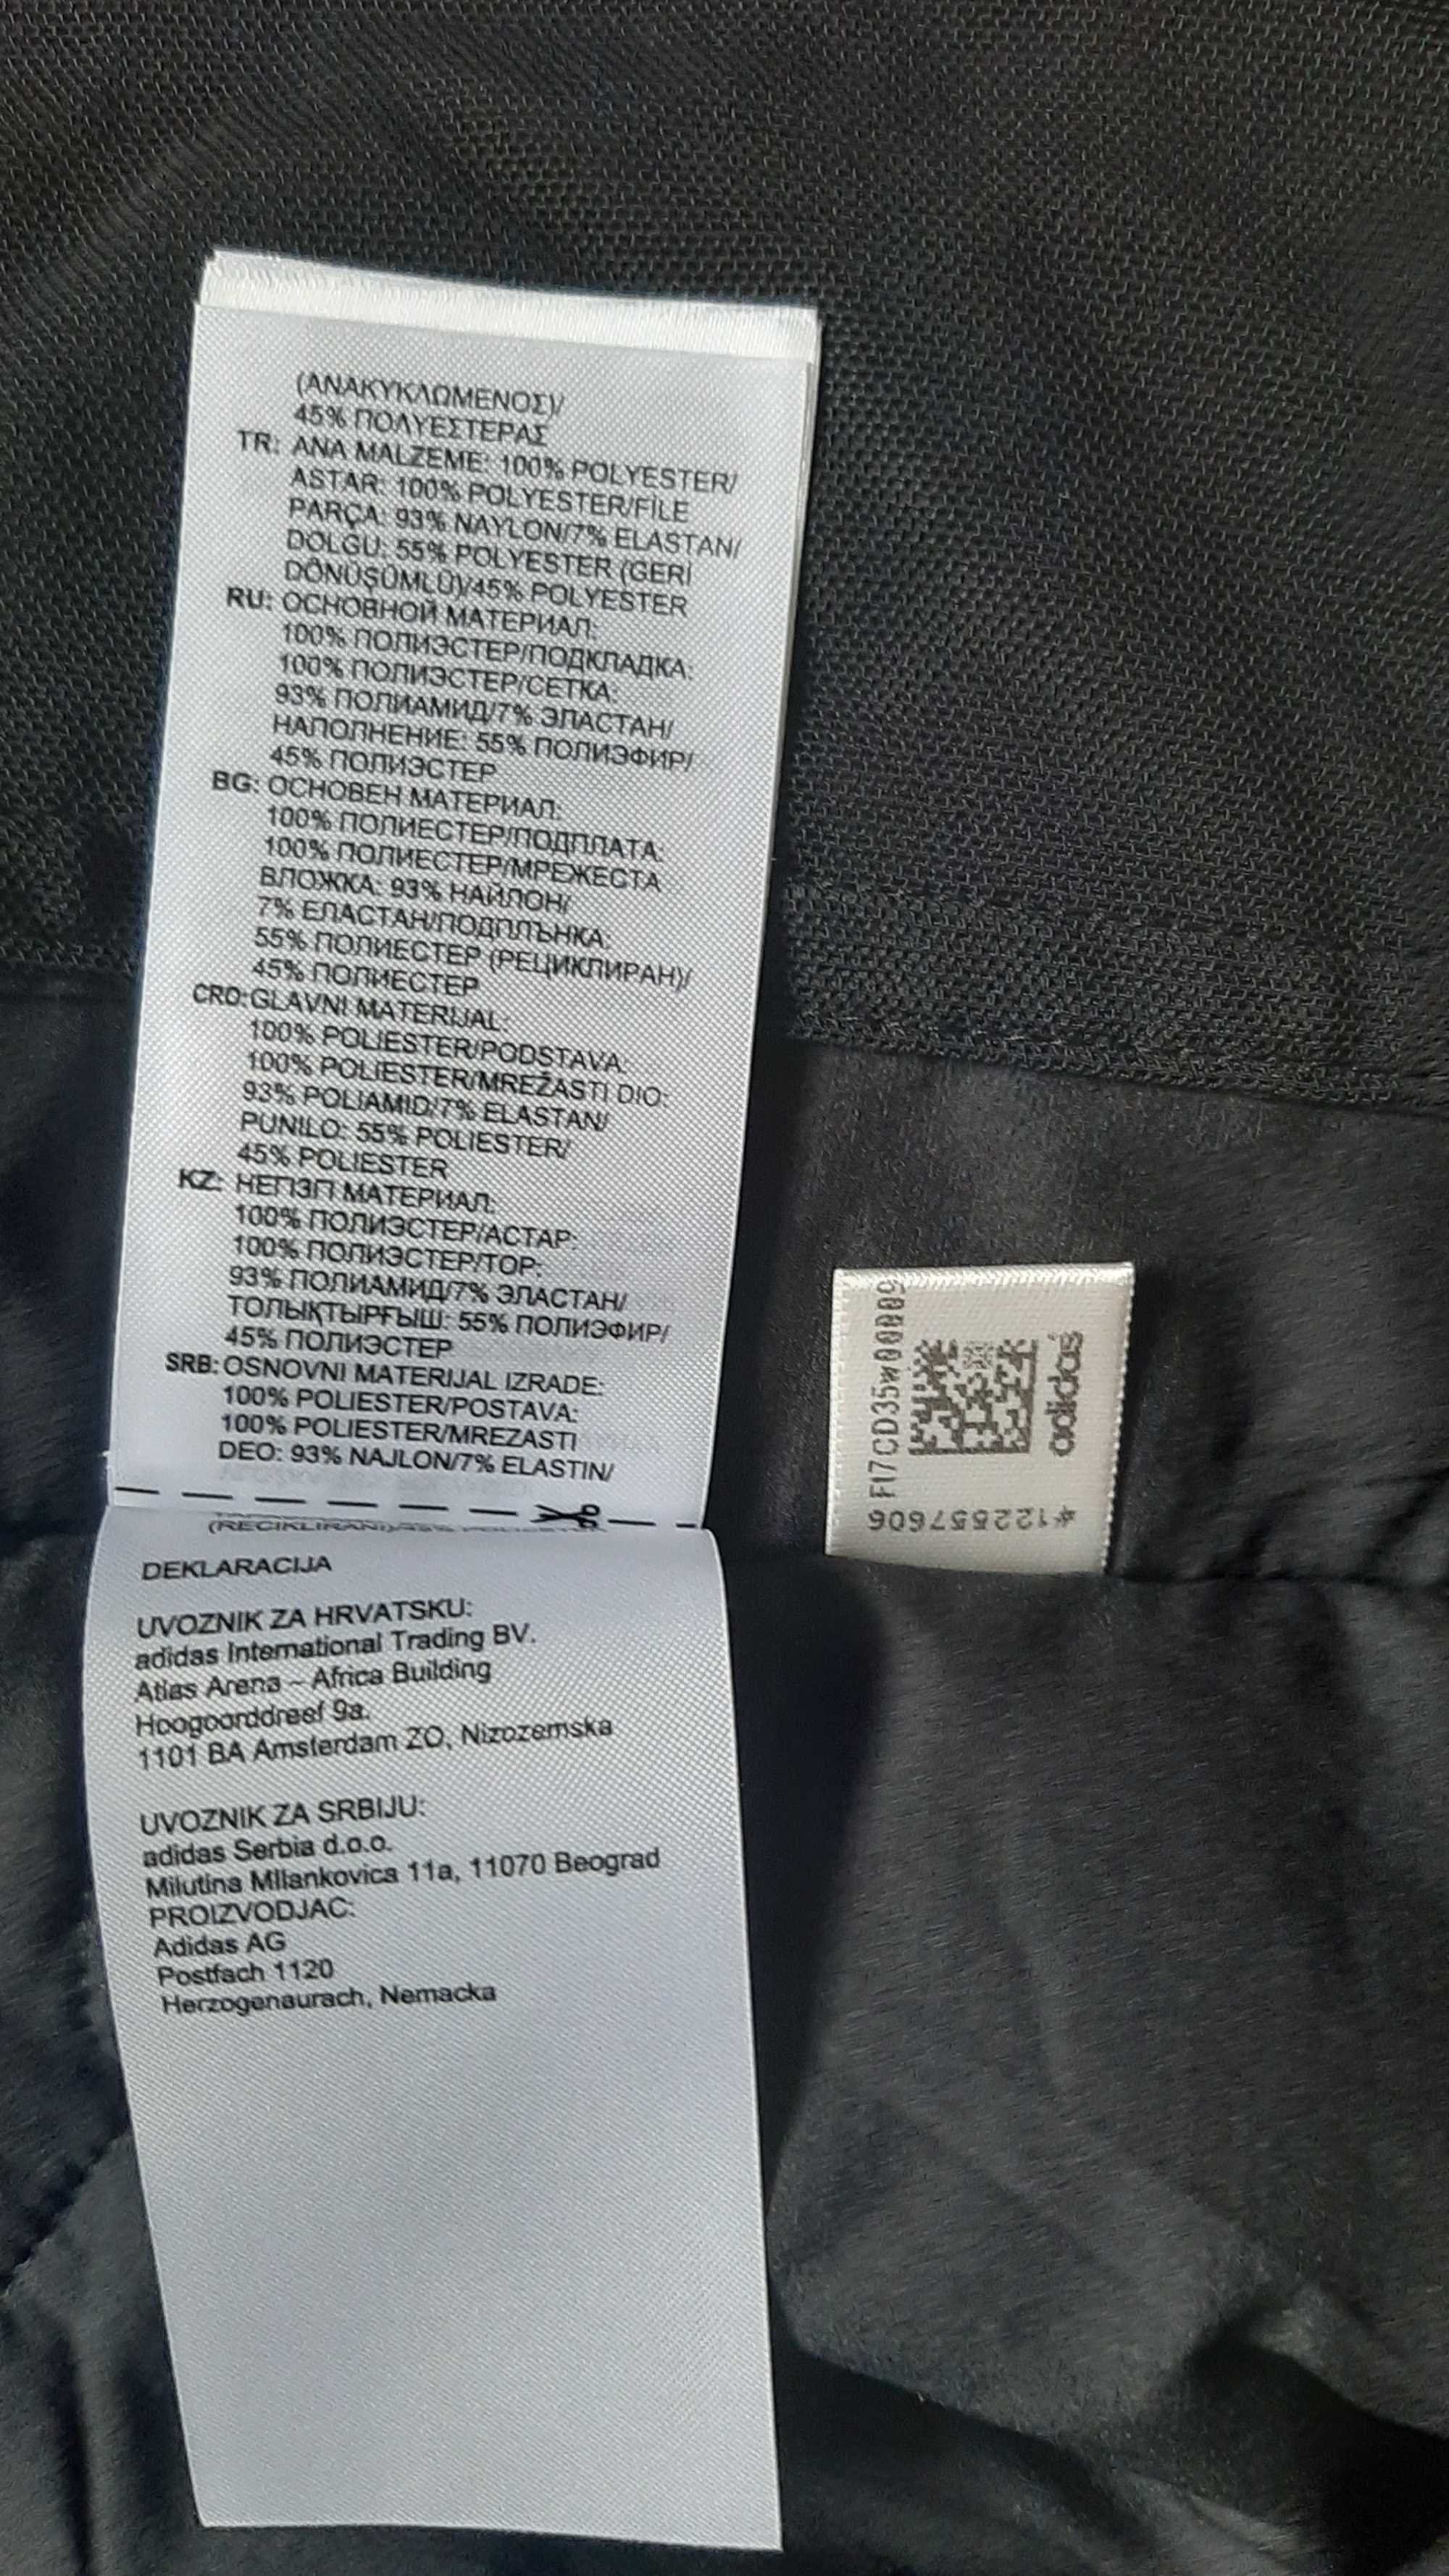 (ΑΝΑΚΥΚΛΩΜΕΝΟΣ)/
45% ΠΟΛΥΕΣΤΕΡΑΣ
TR: ANA MALZEME: 100% POLYESTER/
ASTAR: 100% POLYESTER/FİLE
PARÇA: 93% NAYLON/7% ELASTAN/
DOLGU: 55% POLYESTER (GERİ
DÖNÜŞÜMLÜ)/45% POLYESTER
RU: ОСНОВНОЙ МАТЕРИАЛ:
100% ПОЛИЭСТЕР/ПОДКЛАДКА:
100% ПОЛИЭСТЕР/СЕТКА:
93% ПОЛИАМИД/7% ЭЛАСТАН/
НАПОЛНЕНИЕ: 55% ПОЛИЭФИР/
45% ПОЛИЭСТЕР
BG: ОСНОВЕН МАТЕРИАЛ:
100% ПОЛИЕСТЕР/ПОДПЛАТА:
100% ПОЛИЕСТЕР/МРЕЖЕСТА
ВЛОЖКА: 93% НАЙЛОН/
7% ЕЛАСТАН/ПОДПЛЪНКА:
55% ПОЛИЕСТЕР (РЕЦИКЛИРАН)/
45% ПОЛИЕСТЕР
CRO: GLAVNI MATERIJAL:
100% POLIESTER/PODSTAVA:
100% POLIESTER/MREŽASTI DIO:
93% POLIAMID/7% ELASTAN/
PUNILO: 55% POLIESTER/
45% POLIESTER
KZ: НЕГІЗГІ МАТЕРИАЛ:
100% ПОЛИЭСТЕР/АСТАР:
100% ПОЛИЭСТЕР/ТОР:
93% ПОЛИАМИД/7% ЭЛАСТАН/
ТОЛЫҚТЫРҒЫШ: 55% ПОЛИЭФИР/
45% ПОЛИЭСТЕР
SRB: OSNOVNI MATERIJAL IZRADE:
100% POLIESTER/POSTAVA:
100% POLIESTER/MREZASTI
DEO: 93% NAJLON/7% ELASTIN/
(RECIKLIRANI)/45%
DEKLARACIJA
UVOZNIK ZA HRVATSKU:
adidas International Trading BV.
Atlas Arena – Africa Building
Hoogoorddreef 9a.
1101 BA Amsterdam ZO, Nizozemska
UVOZNIK ZA SRBIJU:
adidas Serbia d.o.o.
Milutina MIlankovica 11a, 11070 Beograd
PROIZVODJAC:
Adidas AG
Postfach 1120
Herzogenaurach, Nemacka
F17CD35w00009
adidas
*12257606